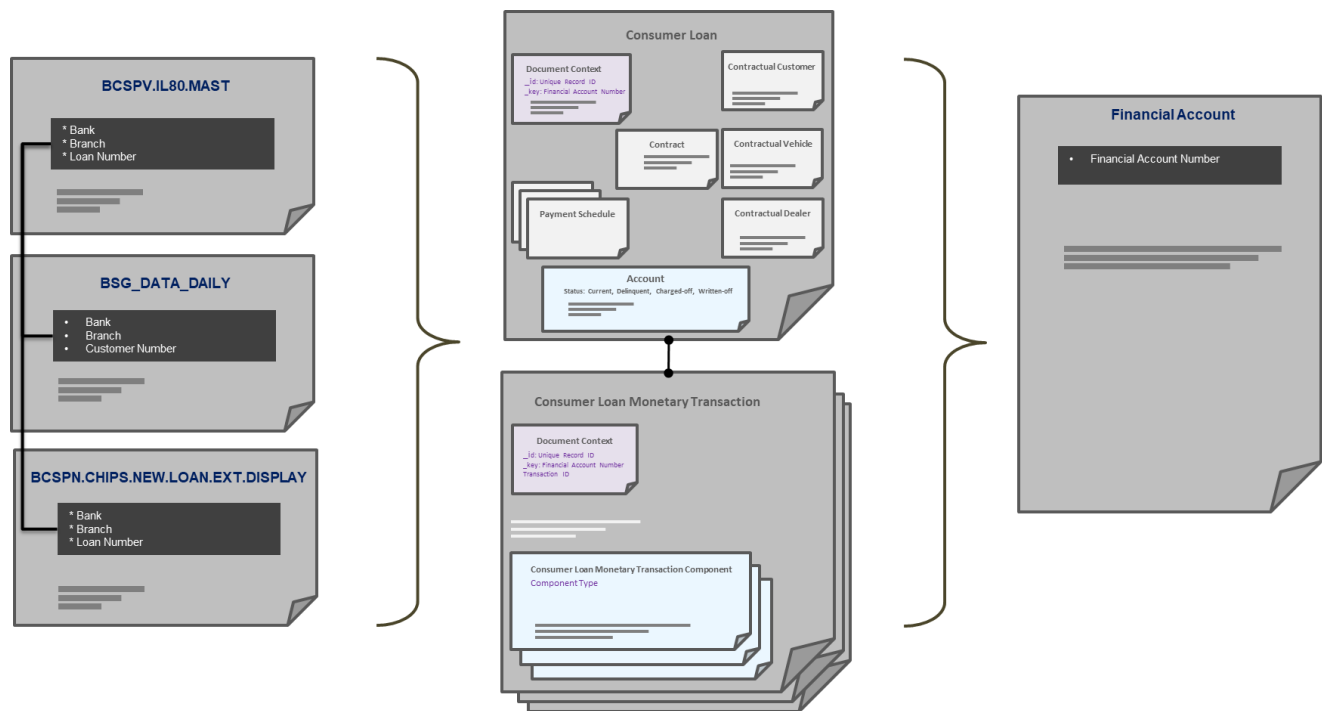 BCSPV.IL80.MAST
* Bank
* Branch
* Loan Number
BSG_DATA_DAILY
• Bank
• Branch
• Customer Number
BCSPN.CHIPS.NEW.LOAN.EXT.DISPLAY
* Bank
* Branch
* Loan Number
Consumer Loan
Document Context
_id: Unique Record ID
_key: Financial Account Number
Contractual Customer
Contract
Contractual Vehicle
Payment Schedule
Contractual Dealer
Account
Status: Current, Delinquent, Charged-off, Written-off
Consumer Loan Monetary Transaction
Document Context
_id: Unique Record ID
_key: Financial Account Number
Transaction ID
Consumer Loan Monetary Transaction Component
Component Type
Financial Account
• Financial Account Number